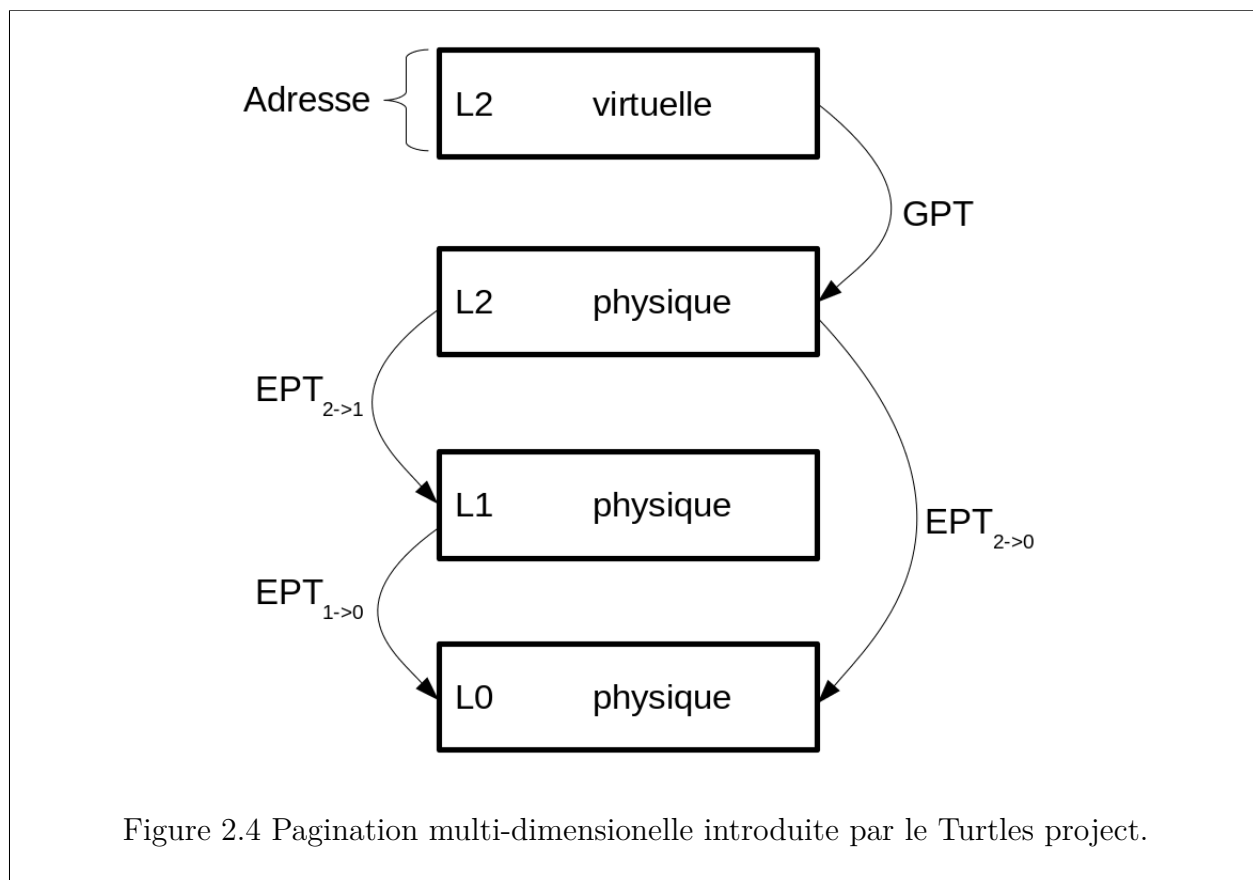 Adresse
L2 virtuelle
GPT
L2 physique
EPT2->1
L1 physique
EPT2->0
EPT1->0
L0 physique
Figure 2.4 Pagination multi-dimensionelle introduite par le Turtles project.